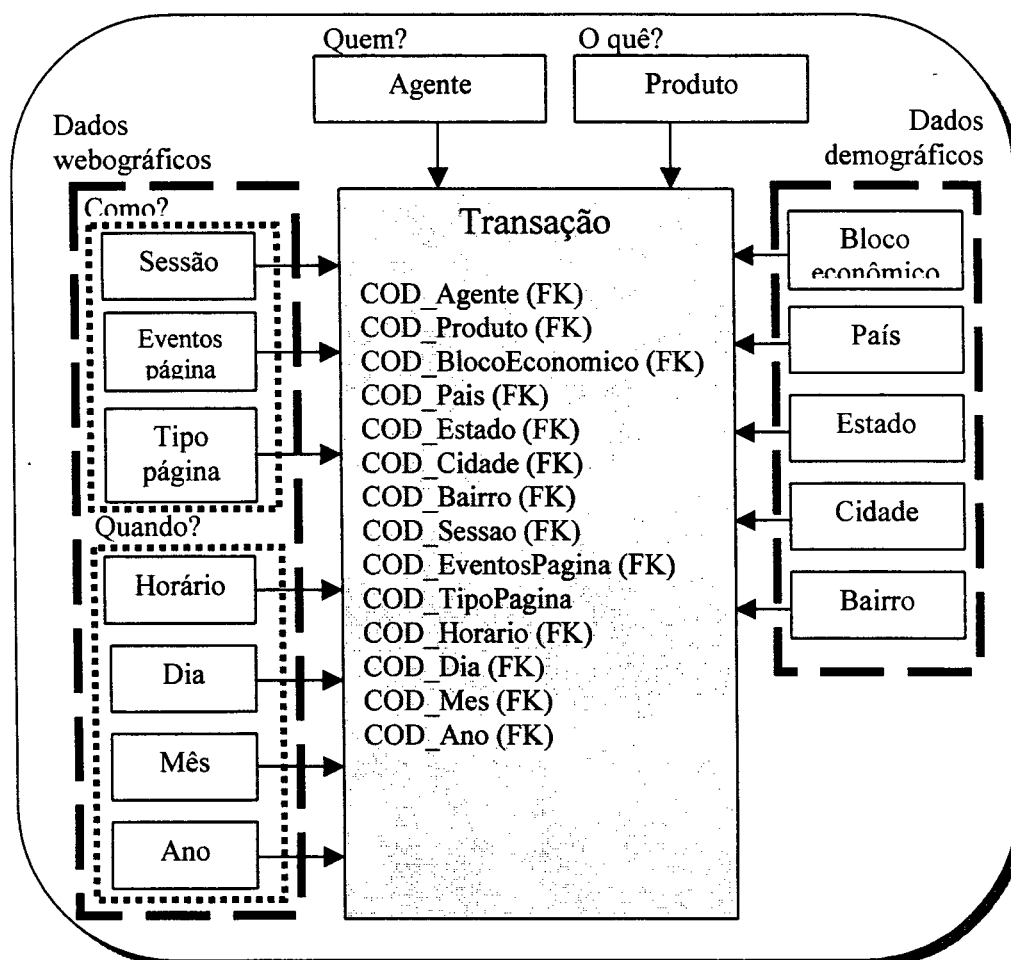 Quem?
O quê?
Agente
Produto
Dados
webográficos
Dados
demográficos
Como?
Sessão
Eventos
página
Tipo
página
Quando?
Horário
Dia
Mês
Ano
Transação
COD_Agente (FK)
COD_Produto (FK)
COD_BlocoEconomico (FK)
COD_Pais (FK)
COD_Estado (FK)
COD_Cidade (FK)
COD_Bairro (FK)
COD_Sessao (FK)
COD_EventosPagina (FK)
COD_TipoPagina
COD_Horario (FK)
COD_Dia (FK)
COD_Mes (FK)
COD_Ano (FK)
Bloco
econômico
País
Estado
Cidade
Bairro